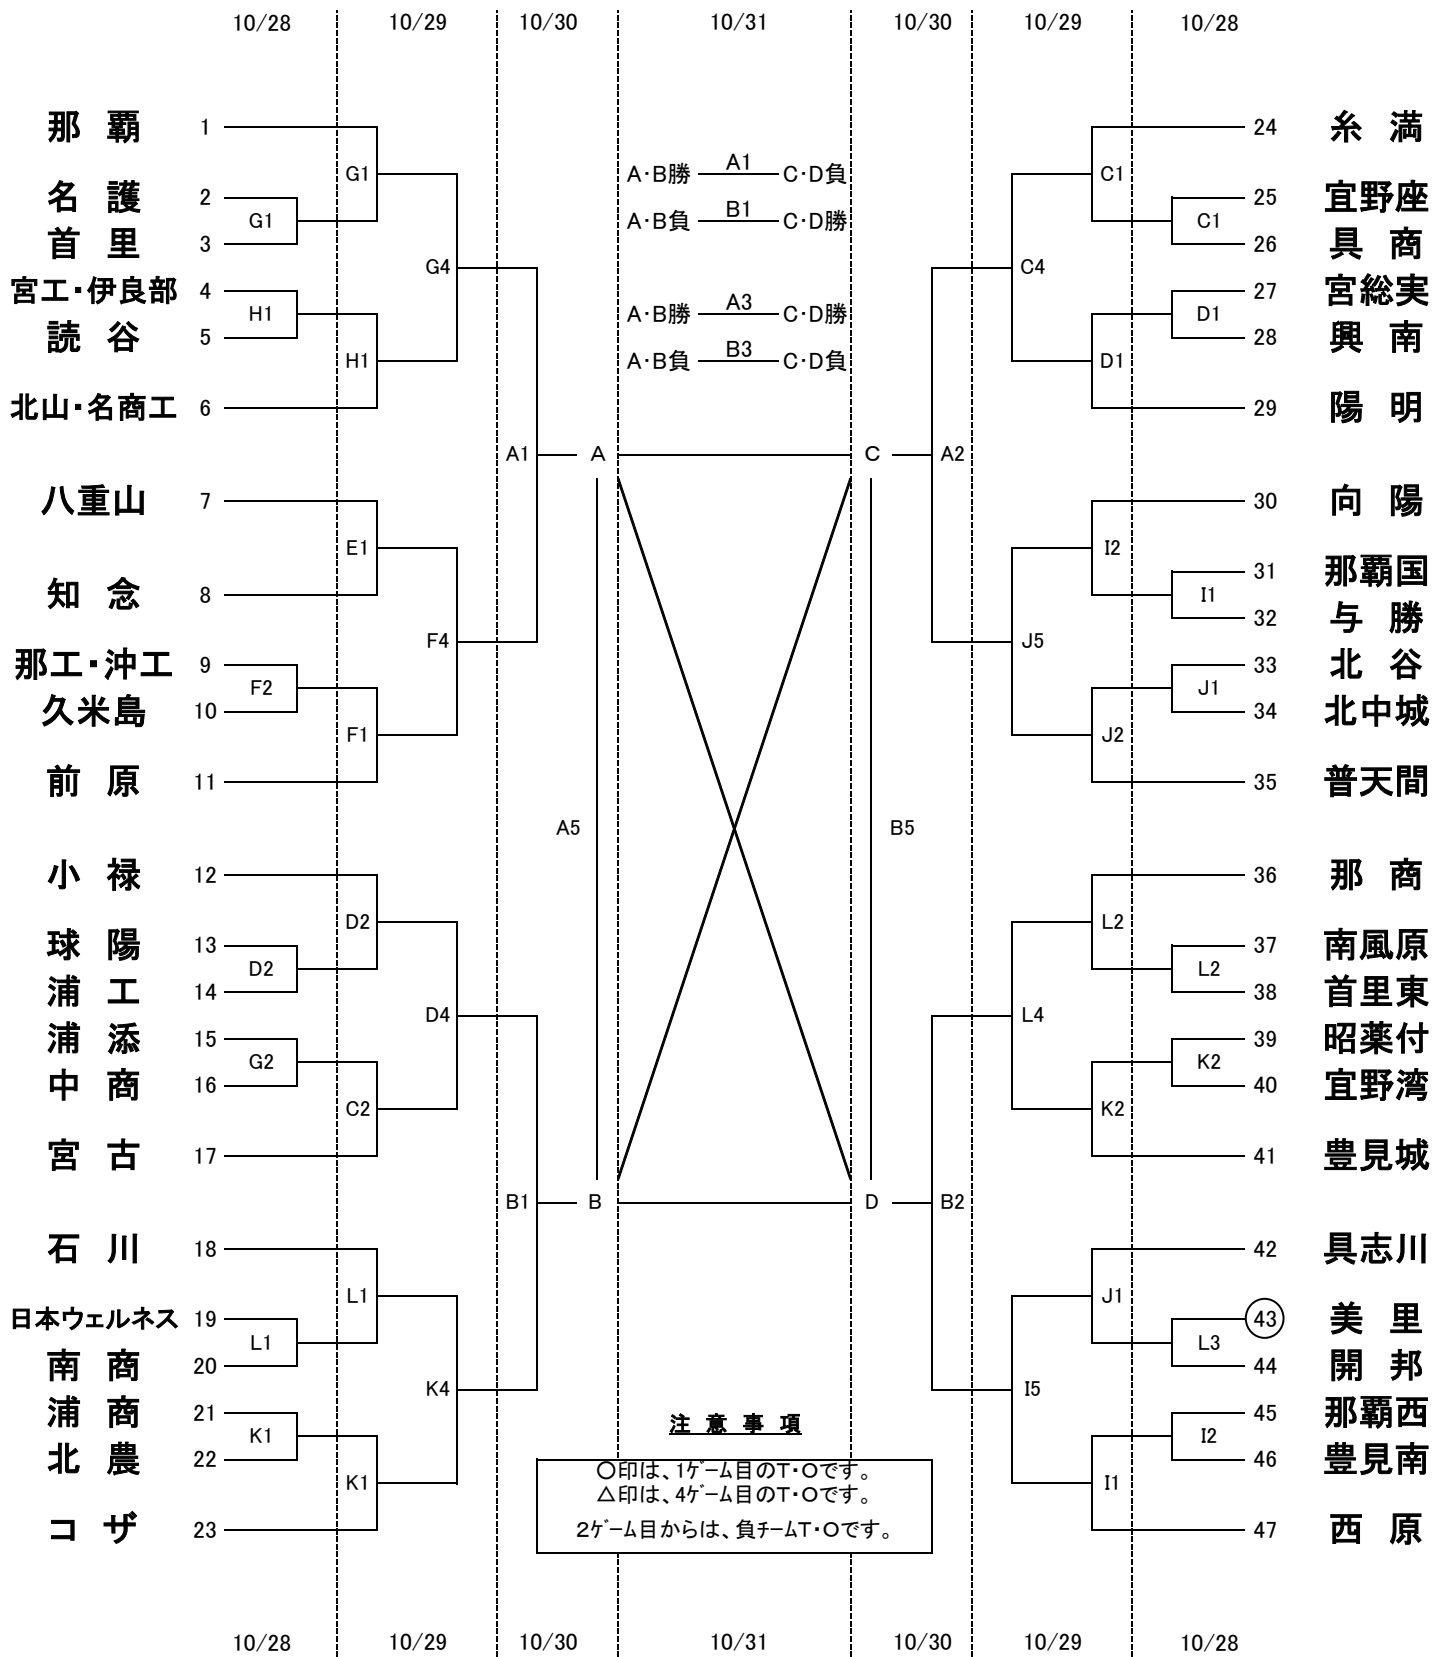 10/28 10/29 10/30 10/31 10/30 10/29 10/28
那覇 1
G1
名護 2
G1
首里 3
G4
宮工・伊良部 4
H1
読谷 5
H1
北山・名商工 6
A1
八重山 7
E1
知念 8
F4
那工・沖工 9
F2
久米島 10
F1
前原 11
A5
小禄 12
D2
球陽 13
D2
浦工 14
D4
浦添 15
G2
中商 16
C2
宮古 17
B1
石川 18
L1
日本ウェルネス 19
L1
南商 20
K4
浦商 21
K1
北農 22
K1
コザ 23
A・B勝 A1 C・D負
A・B負 B1 C・D勝
A・B勝 A3 C・D勝
A・B負 B3 C・D負
A C
B D
24 糸満
C1
25 宜野座
C1
26 具商
C4
27 宮総実
D1
28 興南
D1
29 陽明
A2
30 向陽
I2
31 那覇国
I1
32 与勝
J5
33 北谷
J1
34 北中城
J2
35 普天間
B5
36 那商
L2
37 南風原
L2
38 首里東
L4
39 昭薬付
K2
40 宜野湾
K2
41 豊見城
B2
42 具志川
J1
43 美里
L3
44 開邦
I5
45 那覇西
I2
46 豊見南
I1
47 西原
注意事項
○印は、1ゲーム目のT・Oです。
△印は、4ゲーム目のT・Oです。
2ゲーム目からは、負チームT・Oです。
10/28 10/29 10/30 10/31 10/30 10/29 10/28